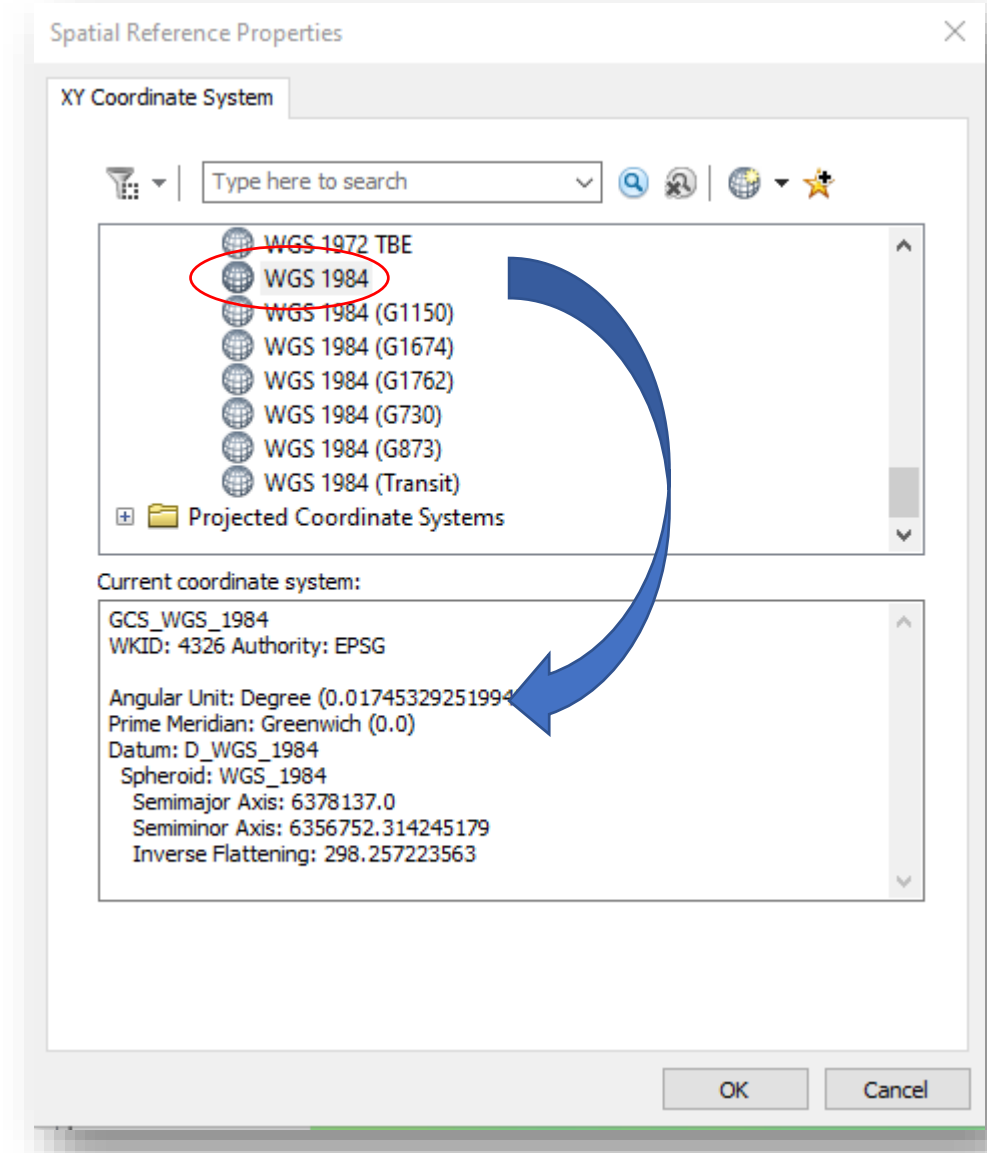 Spatial Reference Properties
XY Coordinate System
Type here to search
WGS 1972 TBE
WGS 1984
WGS 1984 (G1150)
WGS 1984 (G1674)
WGS 1984 (G1762)
WGS 1984 (G730)
WGS 1984 (G873)
WGS 1984 (Transit)
Projected Coordinate Systems
Current coordinate system:
GCS_WGS_1984
WKID: 4326 Authority: EPSG
Angular Unit: Degree (0.01745329251994
Prime Meridian: Greenwich (0.0)
Datum: D_WGS_1984
Spheroid: WGS_1984
Semimajor Axis: 6378137.0
Semiminor Axis: 6356752.314245179
Inverse Flattening: 298.257223563
OK Cancel